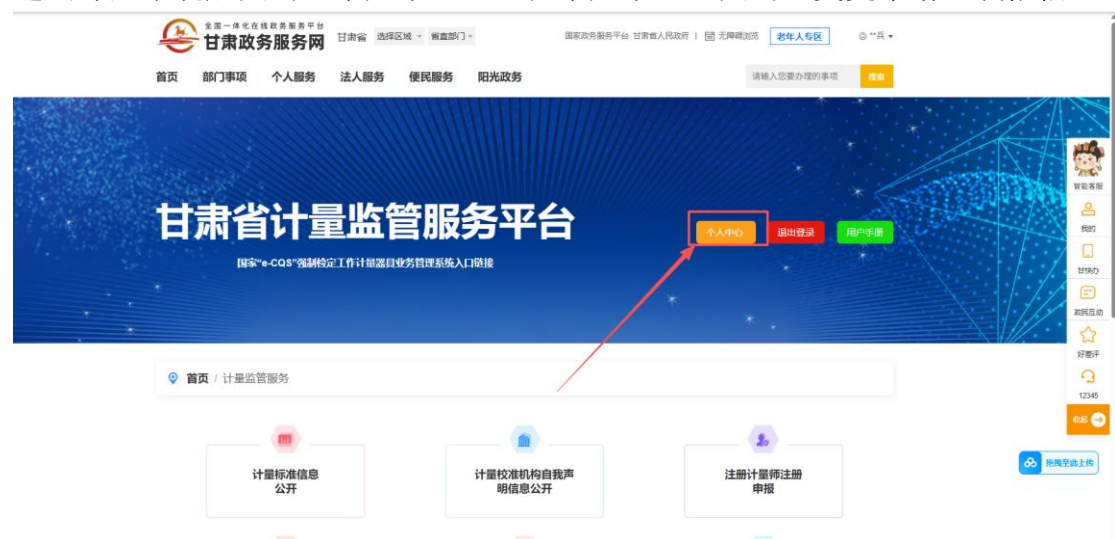 全国一体化在线政务服务平台
甘肃政务服务网
甘肃省 选择区域 省直部门
国家政务服务平台 甘肃省人民政府 | 无障碍浏览 老年人专区 **兵
首页 部门事项 个人服务 法人服务 便民服务 阳光政务
请输入您要办理的事项 搜索
甘肃省计量监管服务平台
个人中心 退出登录 用户手册
国家"e-CQS"强制检定工作计量器具业务管理系统入口链接
智能客服
我的
甘快办
政民互动
好差评
12345
收起
首页 / 计量监管服务
计量标准信息
公开
计量校准机构自我声
明信息公开
注册计量师注册
申报
拖拽至此上传